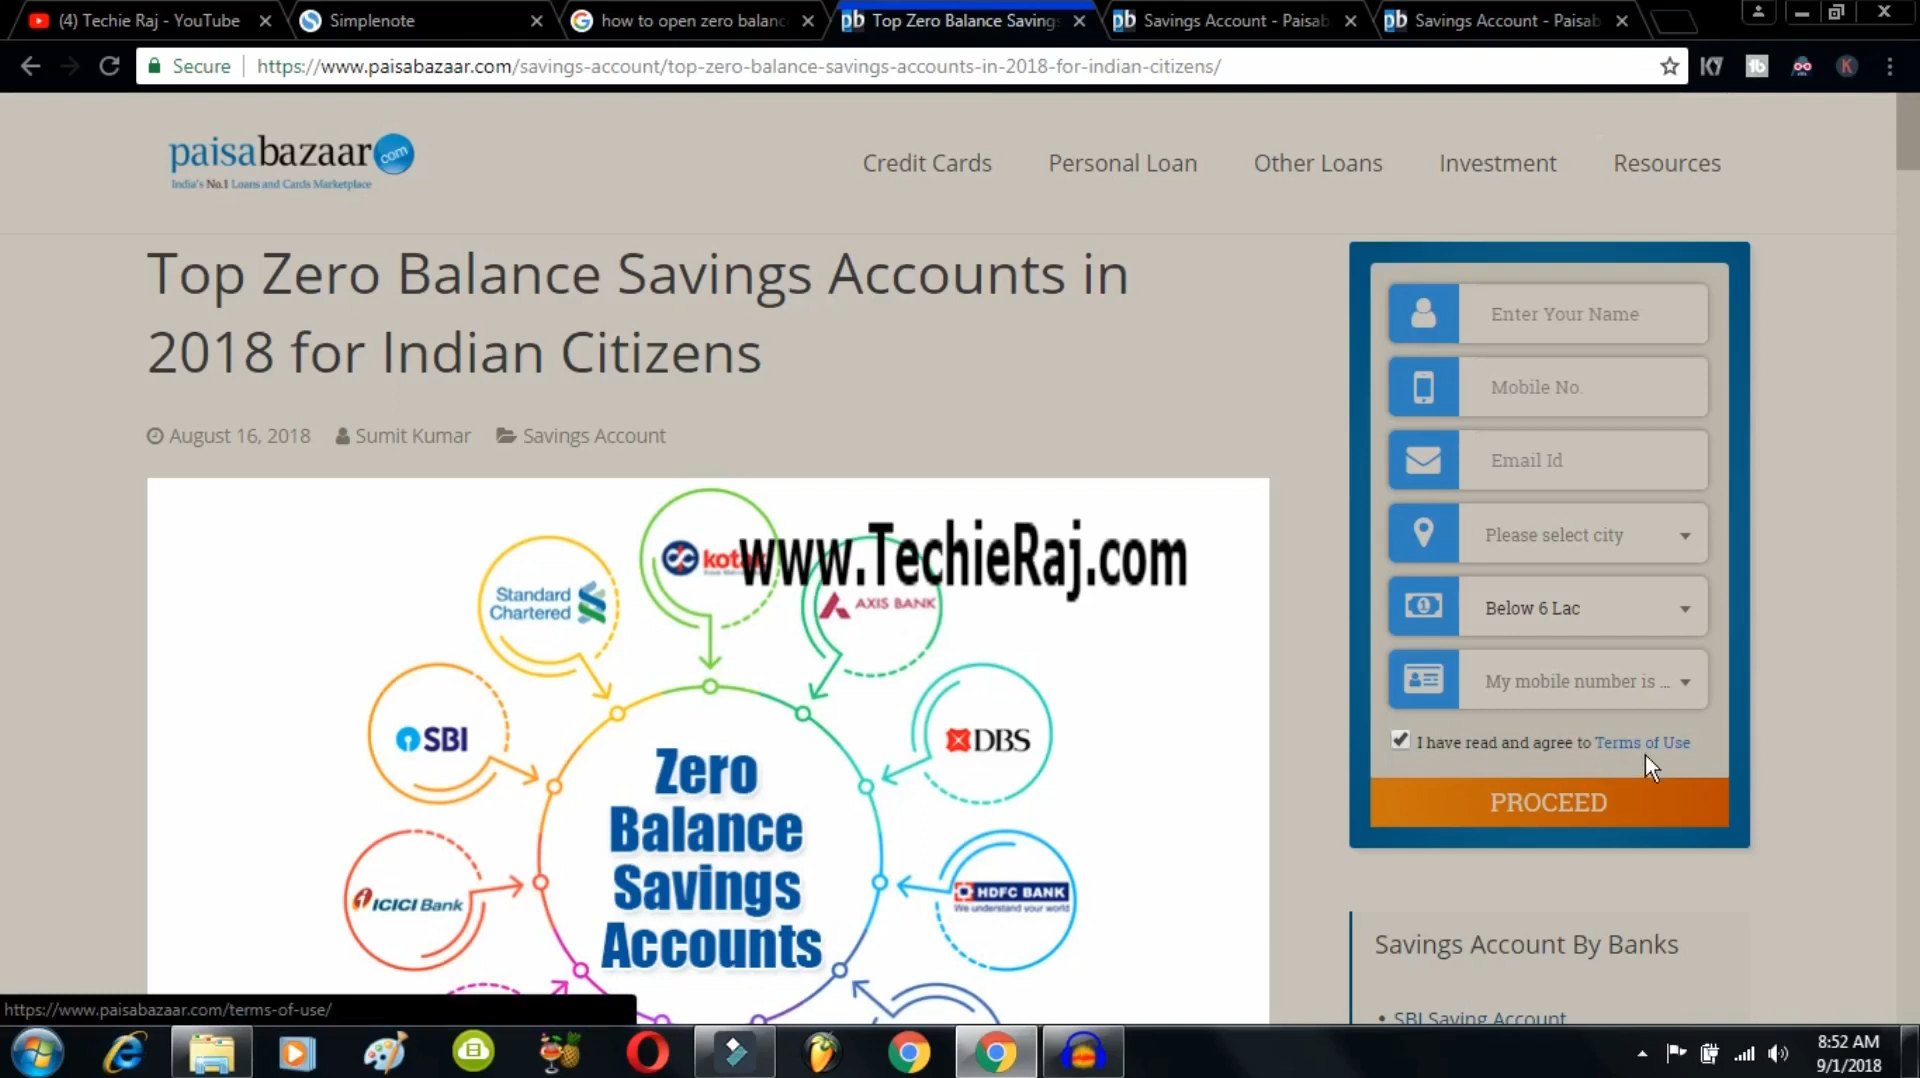 (4) Techie Raj - YouTube
Simplenote
how to open zero balanc
Top Zero Balance Savings
Savings Account - Paisab
Savings Account - Paisab
Secure
https://www.paisabazaar.com/savings-account/top-zero-balance-savings-accounts-in-2018-for-indian-citizens/
paisabazaar.com
India's No.1 Loans and Cards Marketplace
Credit Cards
Personal Loan
Other Loans
Investment
Resources
Top Zero Balance Savings Accounts in
2018 for Indian Citizens
August 16, 2018
Sumit Kumar
Savings Account
www.TechieRaj.com
Standard
Chartered
AXIS BANK
SBI
DBS
ICICI Bank
HDFC BANK
We understand your world
Zero
Balance
Savings
Accounts
Enter Your Name
Mobile No.
Email Id
Please select city
Below 6 Lac
My mobile number is ...
I have read and agree to Terms of Use
PROCEED
Savings Account By Banks
• SBI Saving Account
https://www.paisabazaar.com/terms-of-use/
8:52 AM
9/1/2018